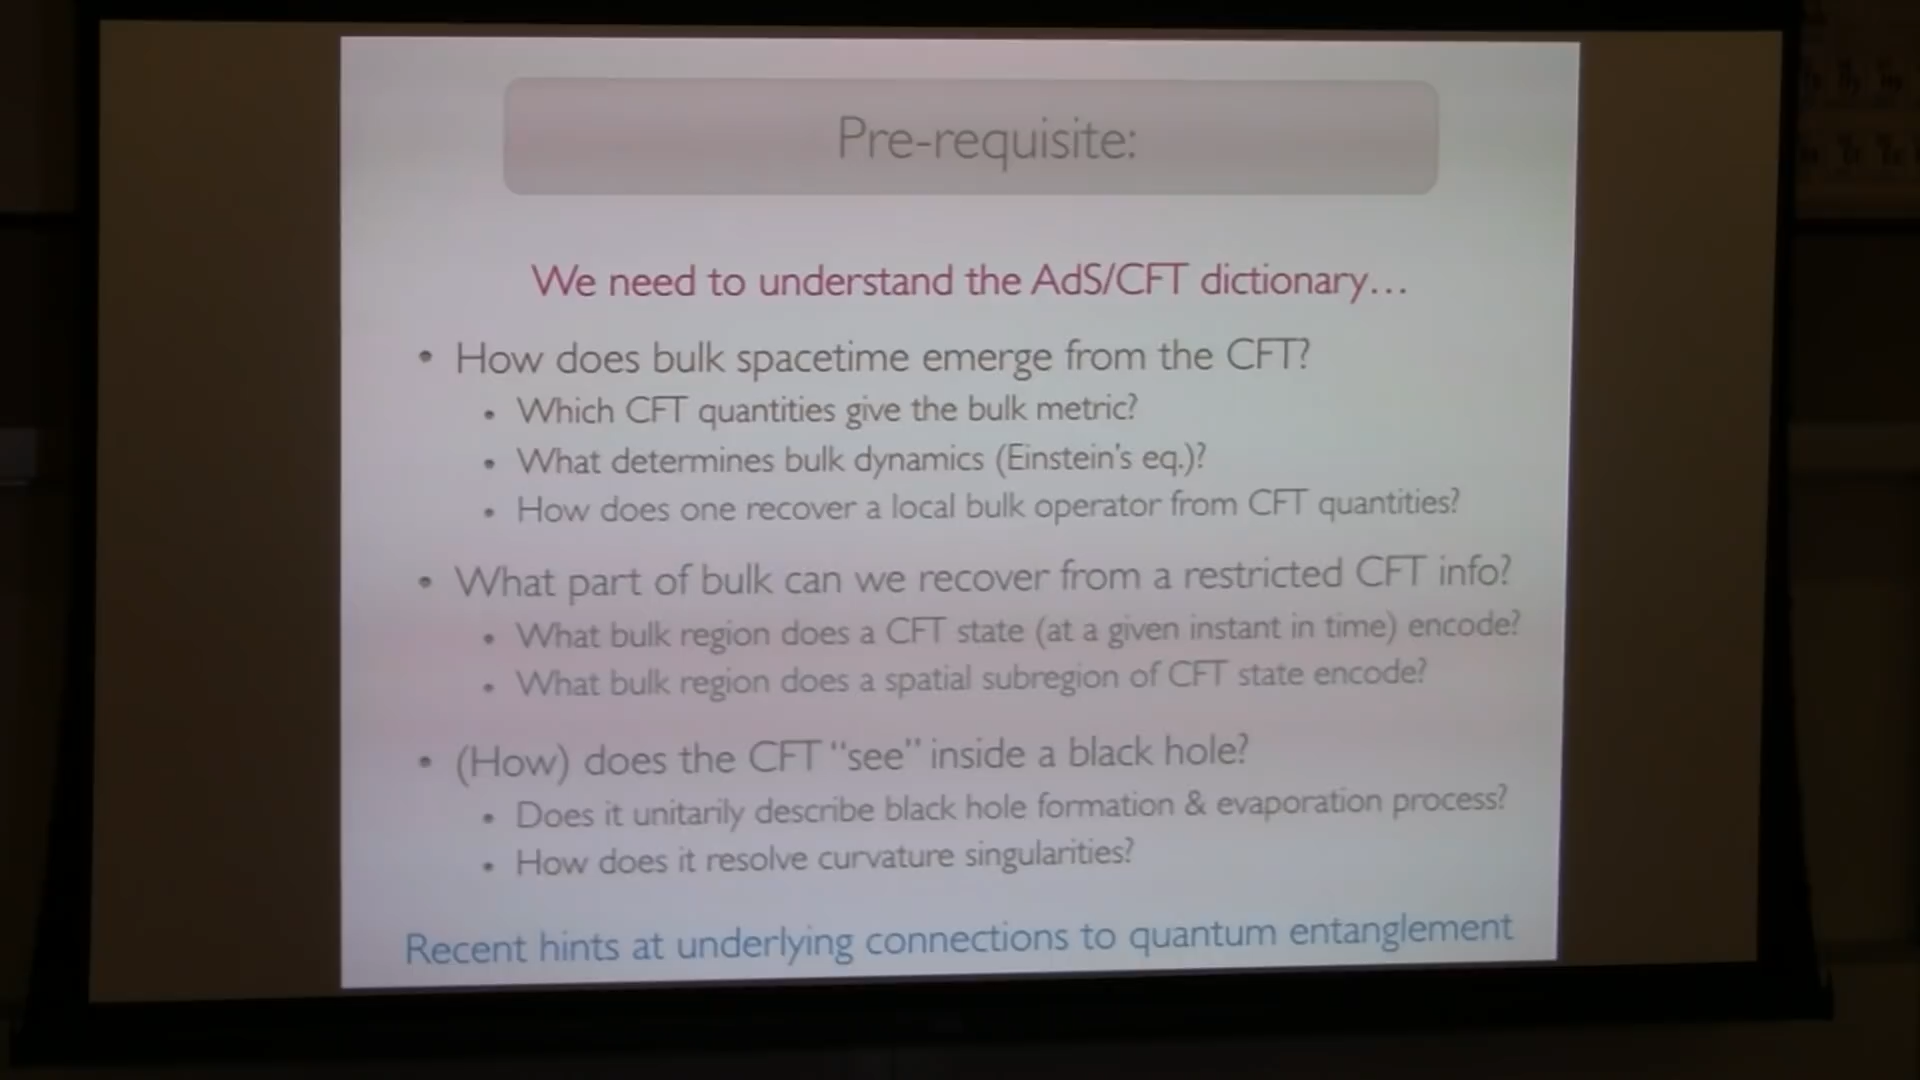 Pre-requisite:
We need to understand the AdS/CFT dictionary...
• How does bulk spacetime emerge from the CFT?
• Which CFT quantities give the bulk metric?
• What determines bulk dynamics (Einstein's eq.)?
• How does one recover a local bulk operator from CFT quantities?
• What part of bulk can we recover from a restricted CFT info?
• What bulk region does a CFT state (at a given instant in time) encode?
• What bulk region does a spatial subregion of CFT state encode?
• (How) does the CFT "see" inside a black hole?
• Does it unitarily describe black hole formation & evaporation process?
• How does it resolve curvature singularities?
Recent hints at underlying connections to quantum entanglement